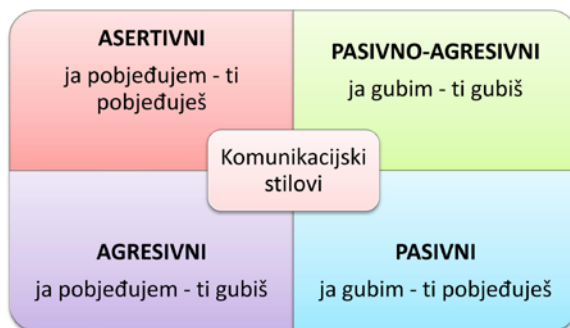 ASERTIVNI
ja pobjeđujem - ti
pobjeđuješ
PASIVNO-AGRESIVNI
ja gubim - ti gubiš
Komunikacijski
stilovi
AGRESIVNI
ja pobjeđujem - ti gubiš
PASIVNI
ja gubim - ti pobjeđuješ